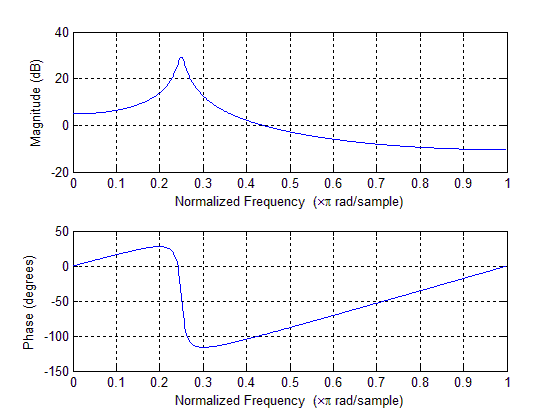 40
20
0
-20
Magnitude (dB)
0 0.1 0.2 0.3 0.4 0.5 0.6 0.7 0.8 0.9 1
Normalized Frequency (×π rad/sample)
50
0
-50
-100
-150
Phase (degrees)
0 0.1 0.2 0.3 0.4 0.5 0.6 0.7 0.8 0.9 1
Normalized Frequency (×π rad/sample)